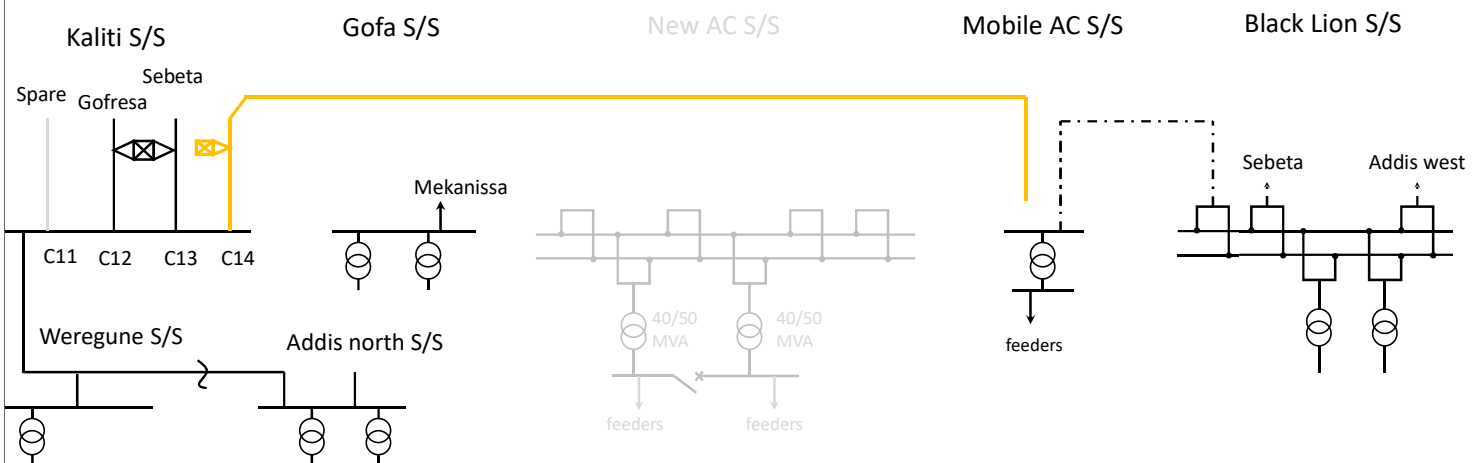 Kaliti S/S
Gofa S/S
New AC S/S
Mobile AC S/S
Black Lion S/S
Spare
Gofresa
Sebeta
Mekanissa
Sebeta
Addis west
C11
C12
C13
C14
Weregune S/S
Addis north S/S
40/50
MVA
40/50
MVA
feeders
feeders
feeders